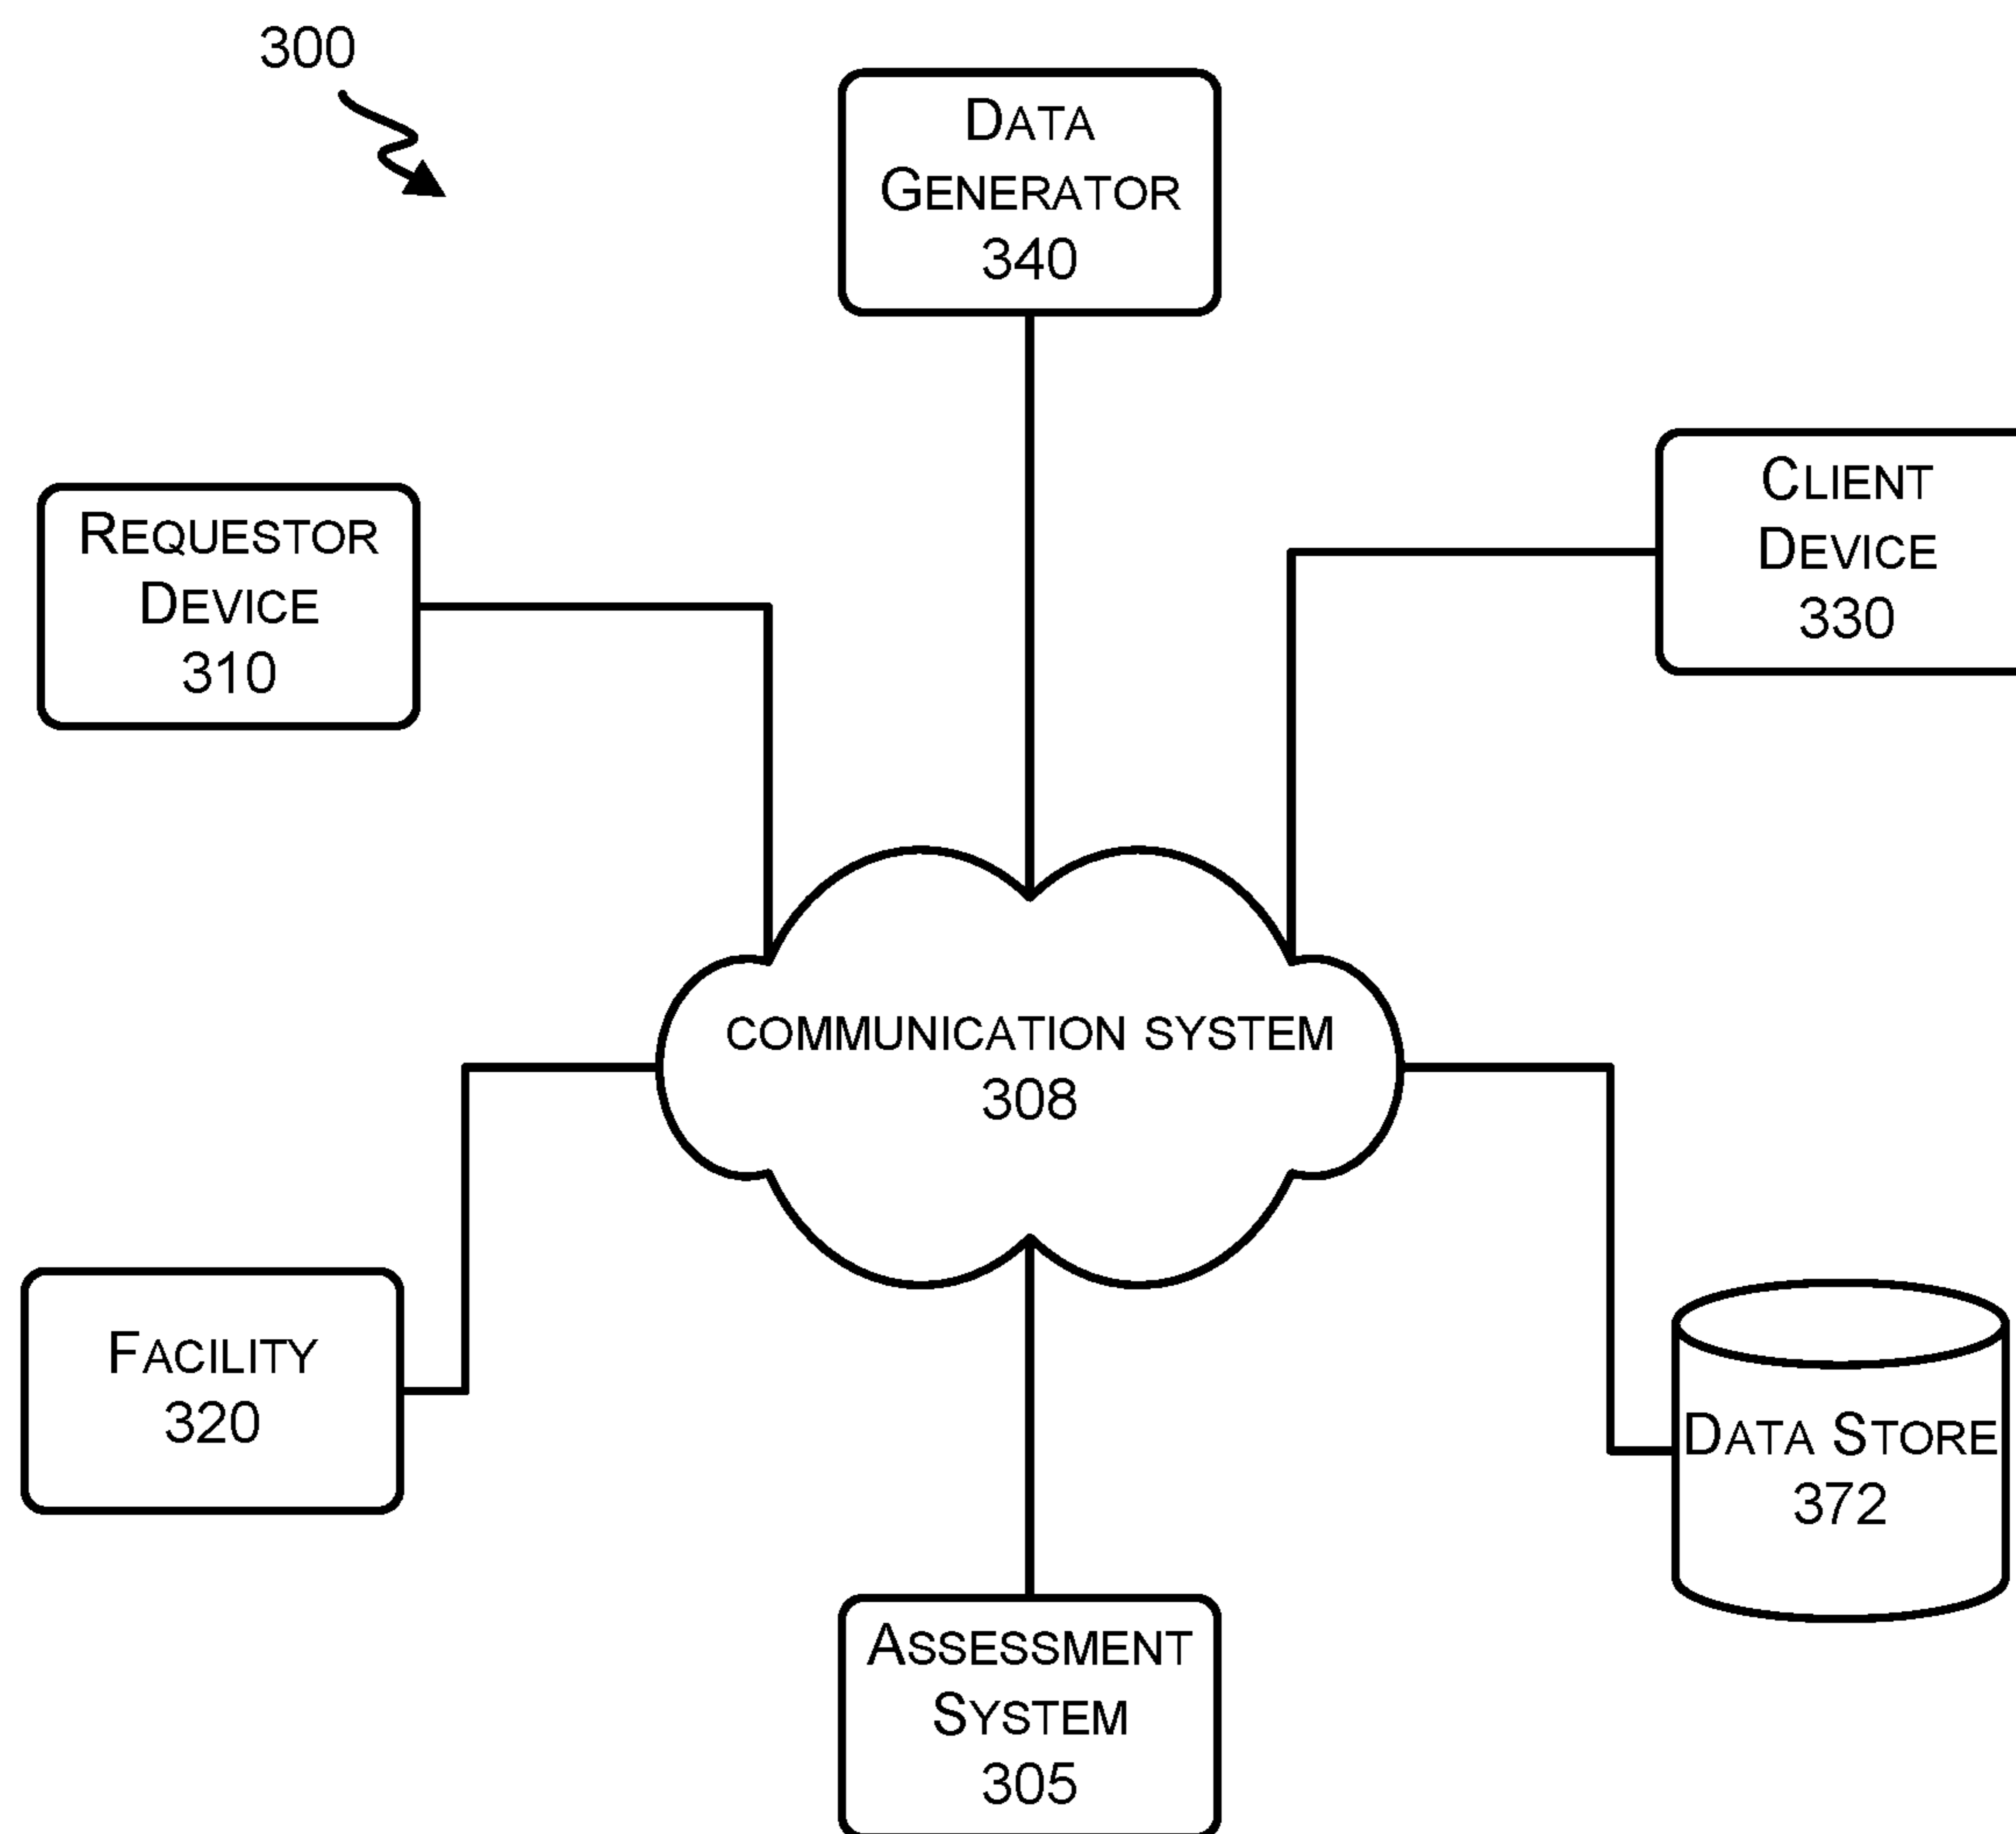 300
DATA
GENERATOR
340
CLIENT
DEVICE
330
REQUESTOR
DEVICE
310
COMMUNICATION SYSTEM
308
FACILITY
320
DATA STORE
372
ASSESSMENT
SYSTEM
305